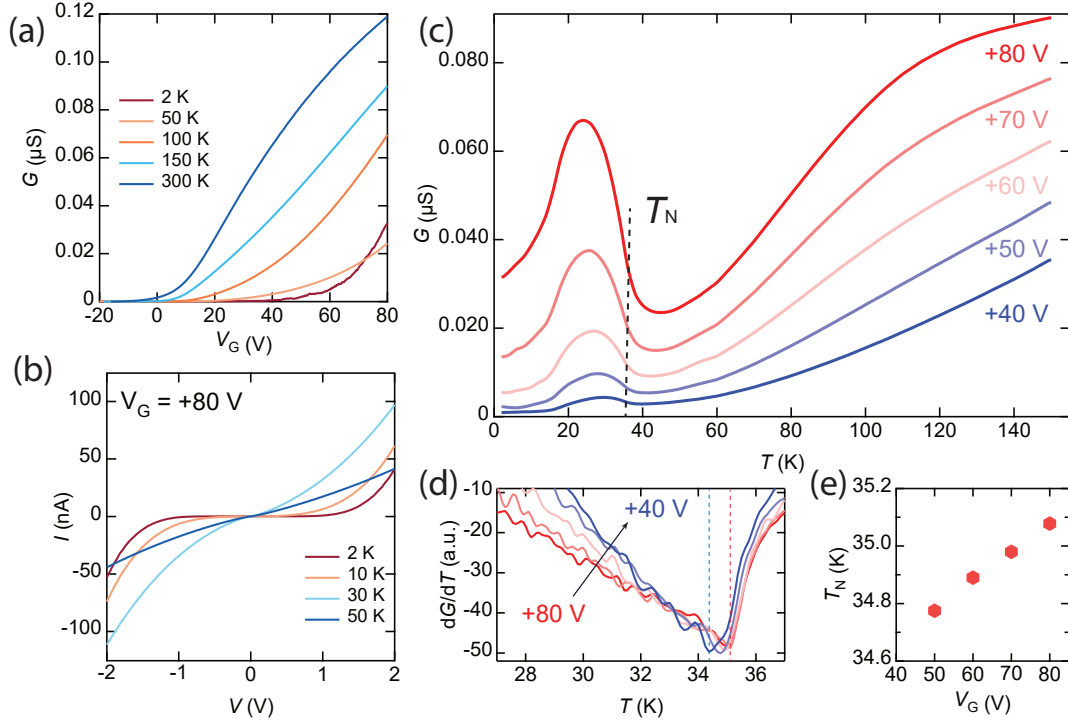 (a)
0.12
0.10
0.08
0.06
0.04
0.02
0
G (µS)
2 K
50 K
100 K
150 K
300 K
-20 0 20 40 60 80
V_G (V)
(b)
V_G = +80 V
100
50
0
-50
-100
I (nA)
2 K
10 K
30 K
50 K
-2 -1 0 1 2
V (V)
(c)
0.080
0.060
0.040
0.020
0
G (µS)
T_N
+80 V
+70 V
+60 V
+50 V
+40 V
0 20 40 60 80 100 120 140
T (K)
(d)
-10
-20
-30
-40
-50
dG/dT (a.u.)
+40 V
+80 V
28 30 32 34 36
T (K)
(e)
35.2
35.0
34.8
34.6
T_N (K)
40 50 60 70 80
V_G (V)